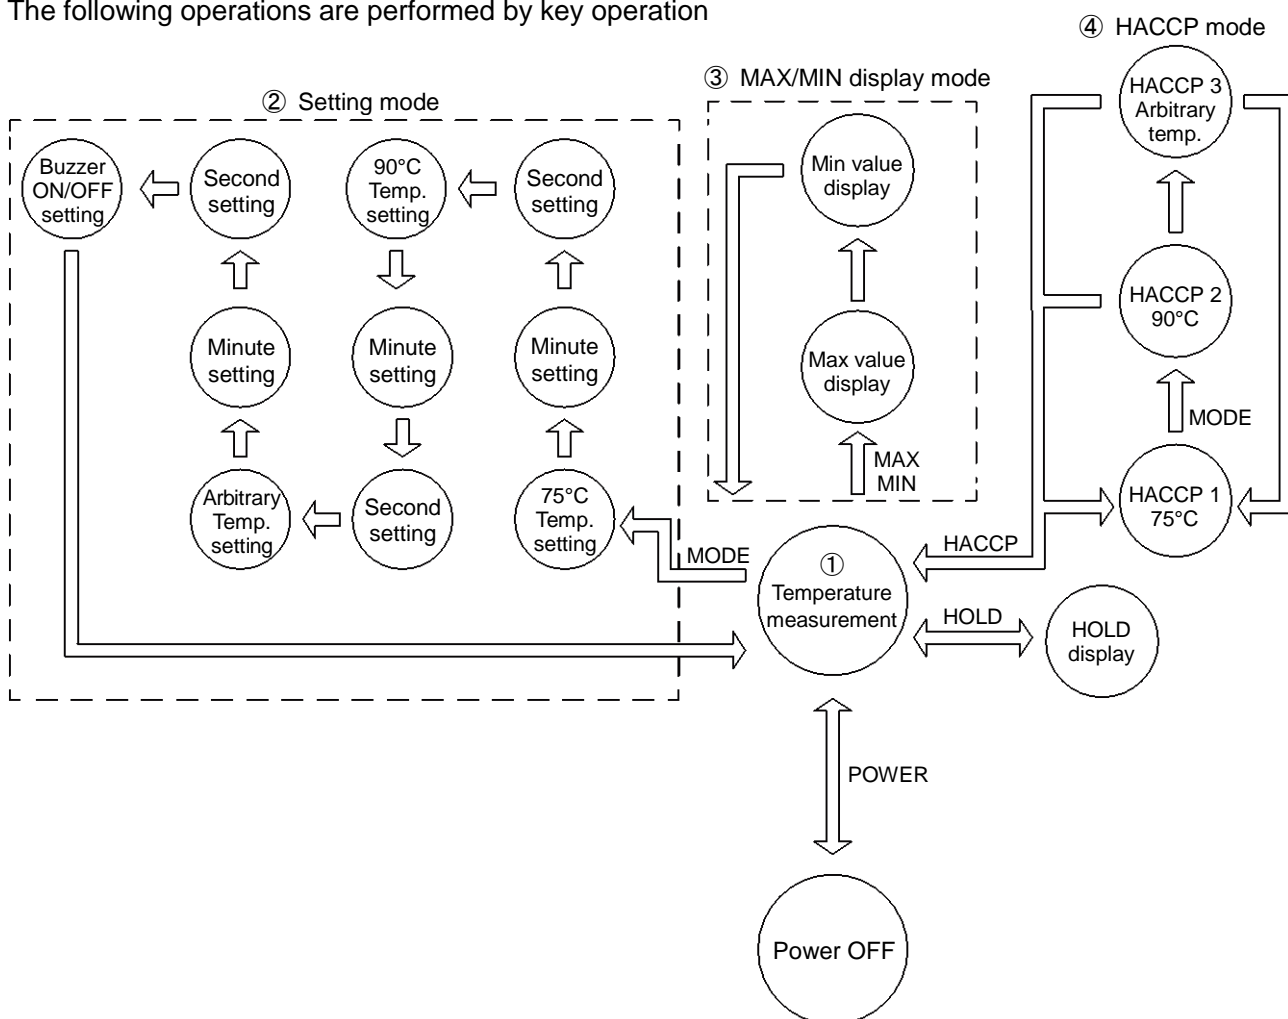 The following operations are performed by key operation
④ HACCP mode
③ MAX/MIN display mode
② Setting mode
HACCP 3
Arbitrary
temp.
Buzzer
ON/OFF
setting
Second
setting
90°C
Temp.
setting
Second
setting
Min value
display
HACCP 2
90°C
Minute
setting
Minute
setting
Minute
setting
Max value
display
MODE
MAX
MIN
Arbitrary
Temp.
setting
Second
setting
75°C
Temp.
setting
HACCP 1
75°C
MODE
①
Temperature
measurement
HACCP
HOLD
HOLD
display
POWER
Power OFF